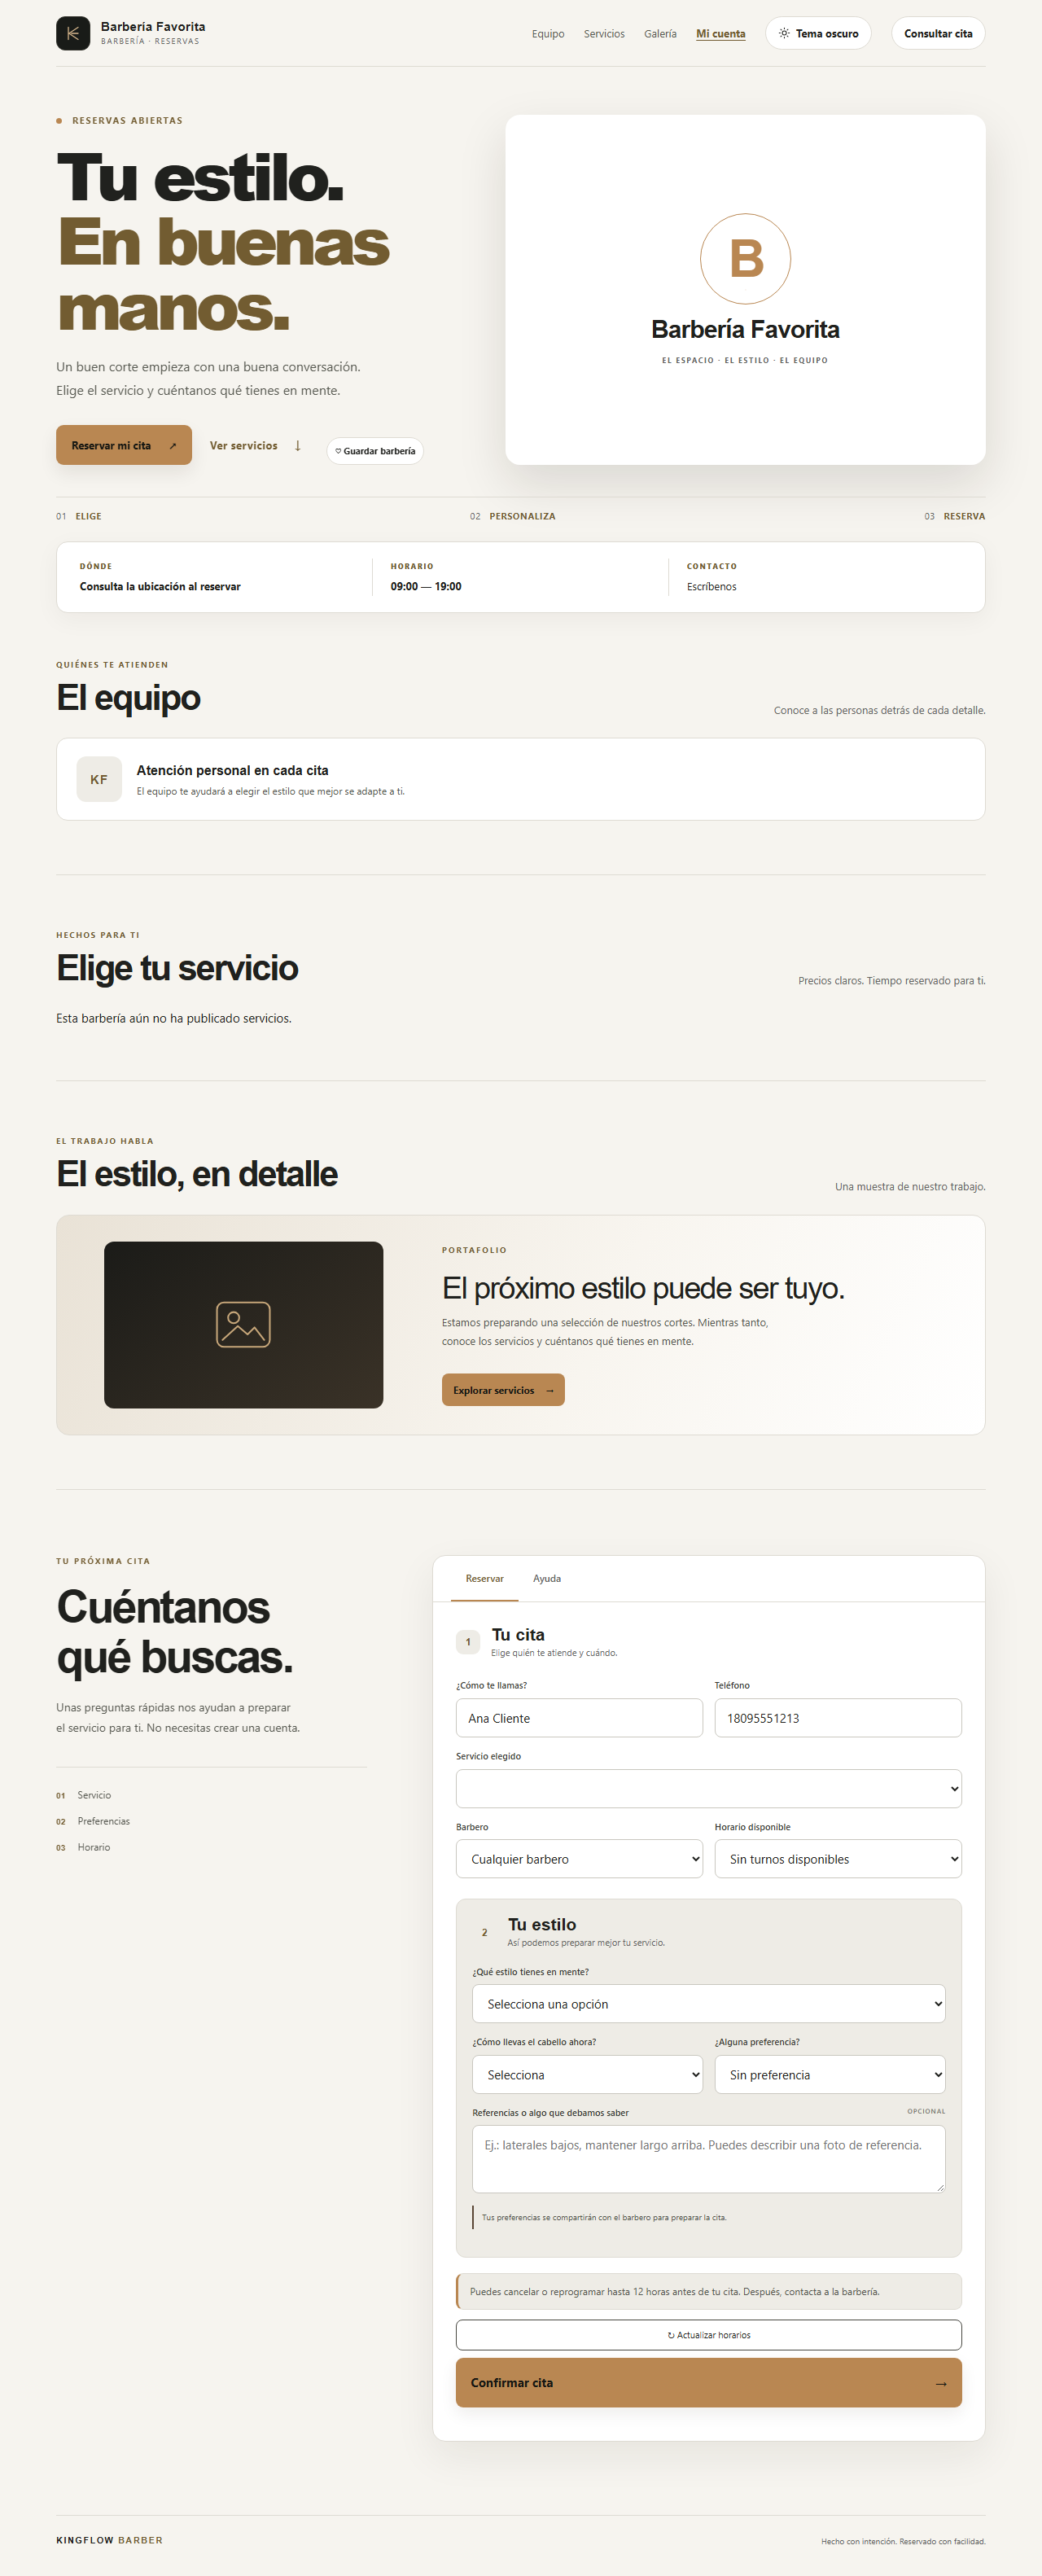 Barbería Favorita
BARBERÍA · RESERVAS
Equipo
Servicios
Galería
Mi cuenta
Tema oscuro
Consultar cita
RESERVAS ABIERTAS
Tu estilo.
En buenas
manos.
Un buen corte empieza con una buena conversación.
Elige el servicio y cuéntanos qué tienes en mente.
Reservar mi cita ↗
Ver servicios ↓
♡ Guardar barbería
B
Barbería Favorita
EL ESPACIO · EL ESTILO · EL EQUIPO
01 ELIGE
02 PERSONALIZA
03 RESERVA
DÓNDE
Consulta la ubicación al reservar
HORARIO
09:00 — 19:00
CONTACTO
Escríbenos
QUIÉNES TE ATIENDEN
El equipo
Conoce a las personas detrás de cada detalle.
KF
Atención personal en cada cita
El equipo te ayudará a elegir el estilo que mejor se adapte a ti.
HECHOS PARA TI
Elige tu servicio
Precios claros. Tiempo reservado para ti.
Esta barbería aún no ha publicado servicios.
EL TRABAJO HABLA
El estilo, en detalle
Una muestra de nuestro trabajo.
PORTAFOLIO
El próximo estilo puede ser tuyo.
Estamos preparando una selección de nuestros cortes. Mientras tanto,
conoce los servicios y cuéntanos qué tienes en mente.
Explorar servicios →
TU PRÓXIMA CITA
Cuéntanos
qué buscas.
Unas preguntas rápidas nos ayudan a preparar
el servicio para ti. No necesitas crear una cuenta.
01 Servicio
02 Preferencias
03 Horario
Reservar
Ayuda
1
Tu cita
Elige quién te atiende y cuándo.
¿Cómo te llamas?
Teléfono
Ana Cliente
18095551213
Servicio elegido
Barbero
Horario disponible
Cualquier barbero
Sin turnos disponibles
2
Tu estilo
Así podemos preparar mejor tu servicio.
¿Qué estilo tienes en mente?
Selecciona una opción
¿Cómo llevas el cabello ahora?
¿Alguna preferencia?
Selecciona
Sin preferencia
Referencias o algo que debamos saber
OPCIONAL
Ej.: laterales bajos, mantener largo arriba. Puedes describir una foto de referencia.
Tus preferencias se compartirán con el barbero para preparar la cita.
Puedes cancelar o reprogramar hasta 12 horas antes de tu cita. Después, contacta a la barbería.
↻ Actualizar horarios
Confirmar cita →
KINGFLOW BARBER
Hecho con intención. Reservado con facilidad.